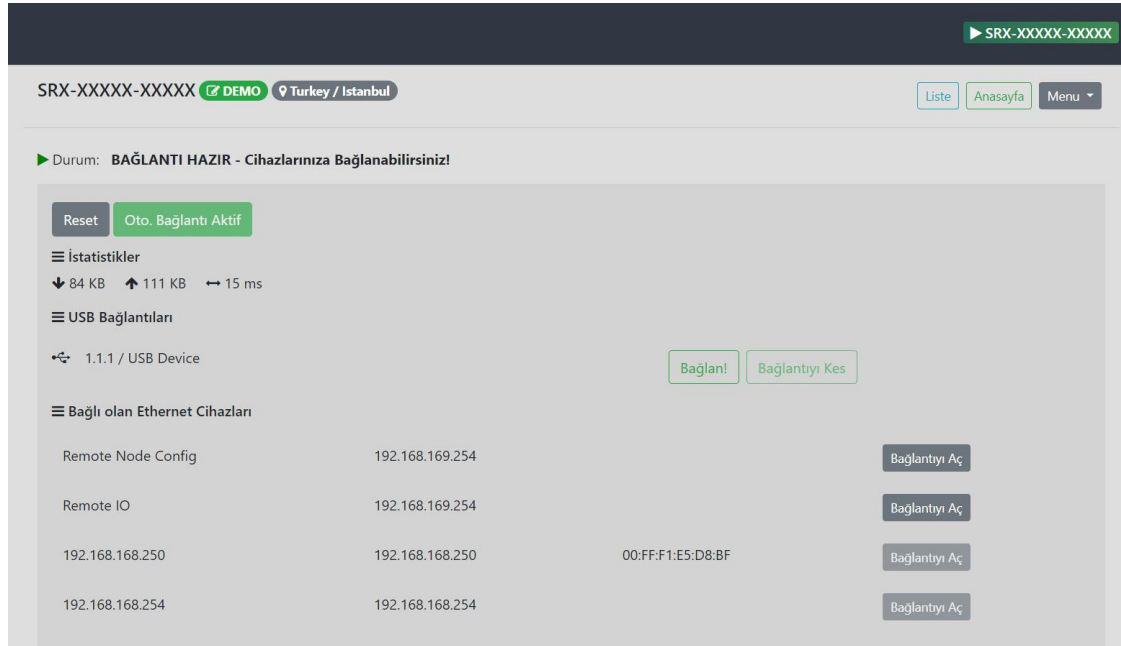 SRX-XXXXX-XXXXX
SRX-XXXXX-XXXXX DEMO Turkey / Istanbul Liste Anasayfa Menu
Durum: BAĞLANTI HAZIR - Cihazlarınıza Bağlanabilirsiniz!
Reset Oto. Bağlantı Aktif
İstatistikler
84 KB 111 KB 15 ms
USB Bağlantıları
1.1.1 / USB Device Bağlan! Bağlantıyı Kes
Bağlı olan Ethernet Cihazları
Remote Node Config 192.168.169.254 Bağlantıyı Aç
Remote IO 192.168.169.254 Bağlantıyı Aç
192.168.168.250 192.168.168.250 00:FF:F1:E5:D8:BF Bağlantıyı Aç
192.168.168.254 192.168.168.254 Bağlantıyı Aç